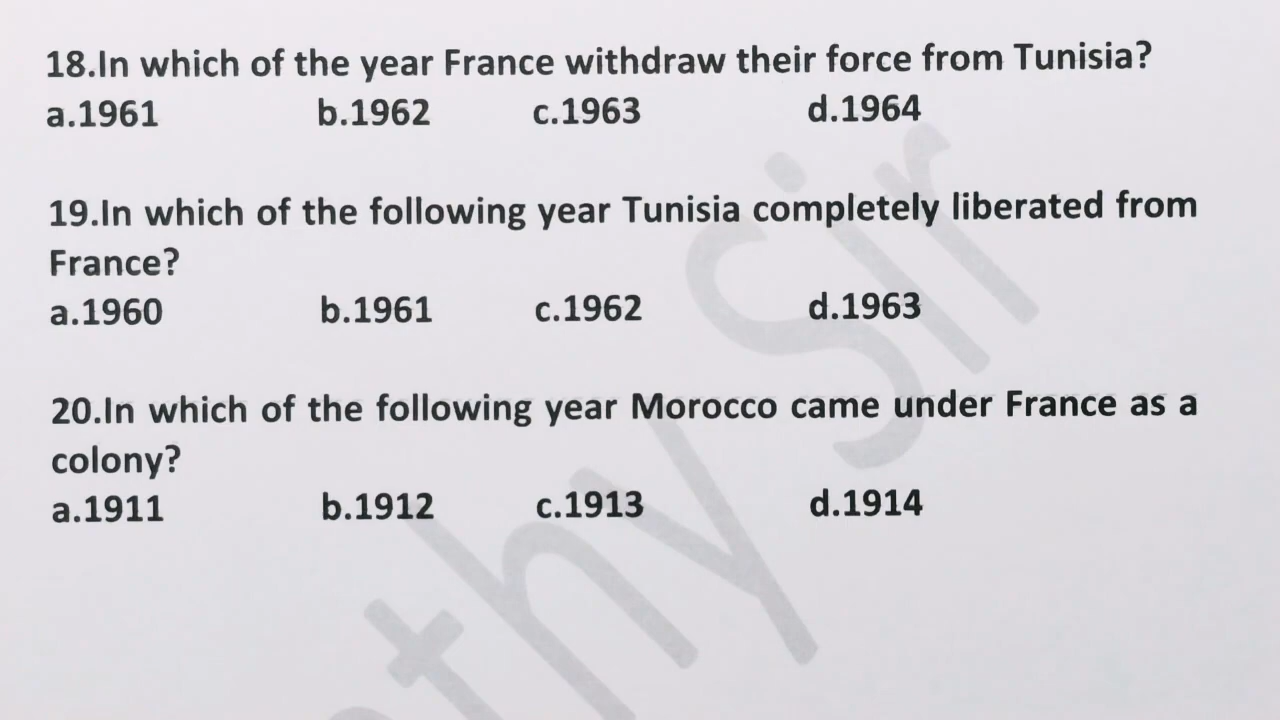 18.In which of the year France withdraw their force from Tunisia?
a.1961 b.1962 c.1963 d.1964
19.In which of the following year Tunisia completely liberated from
France?
a.1960 b.1961 c.1962 d.1963
20.In which of the following year Morocco came under France as a
colony?
a.1911 b.1912 c.1913 d.1914
thy Sir